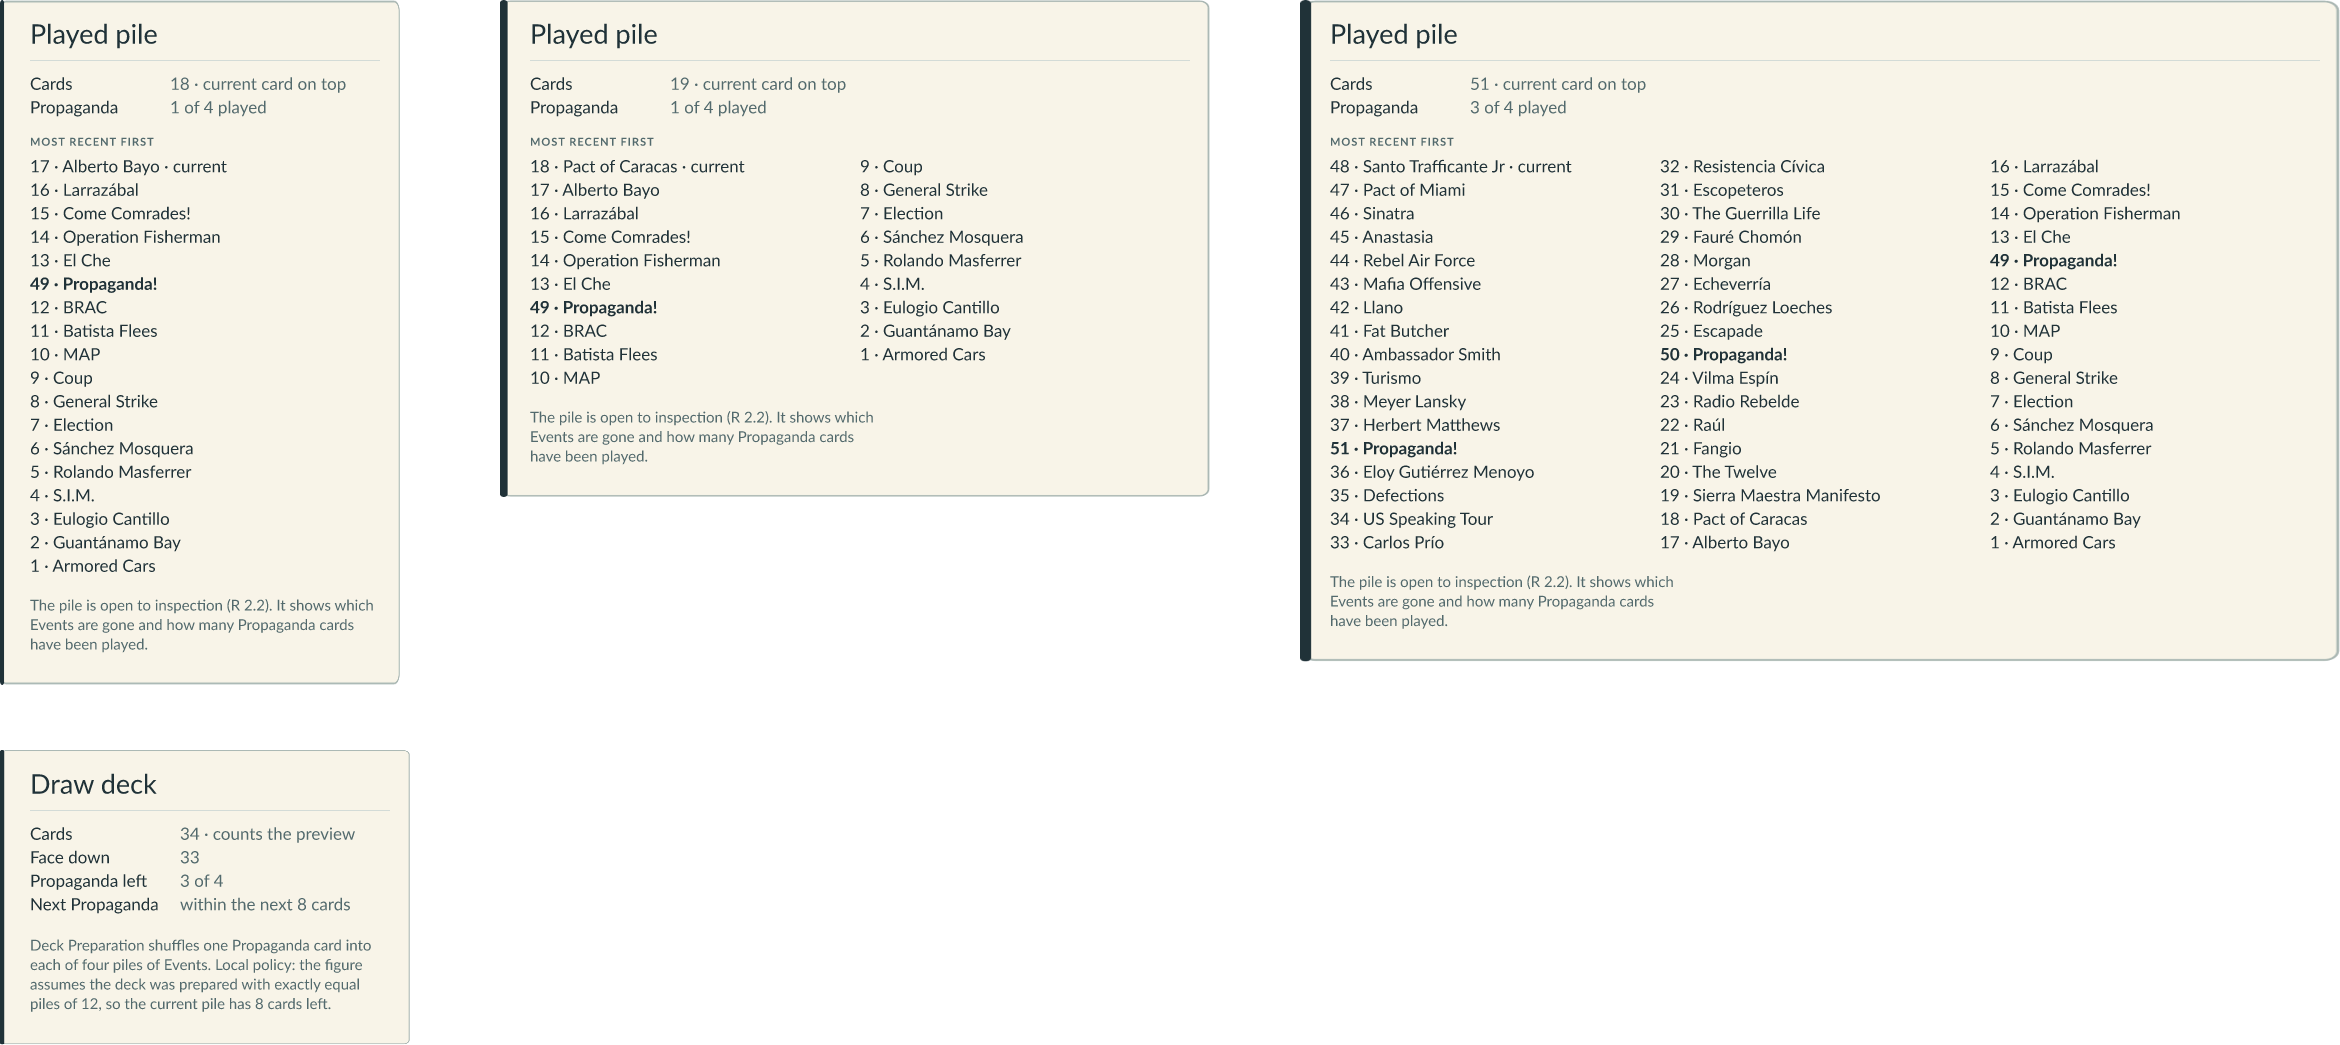 Played pile
Cards 18 · current card on top
Propaganda 1 of 4 played
MOST RECENT FIRST
17 · Alberto Bayo · current
16 · Larrazábal
15 · Come Comrades!
14 · Operation Fisherman
13 · El Che
49 · Propaganda!
12 · BRAC
11 · Batista Flees
10 · MAP
9 · Coup
8 · General Strike
7 · Election
6 · Sánchez Mosquera
5 · Rolando Masferrer
4 · S.I.M.
3 · Eulogio Cantillo
2 · Guantánamo Bay
1 · Armored Cars
The pile is open to inspection (R 2.2). It shows which
Events are gone and how many Propaganda cards
have been played.
Played pile
Cards 19 · current card on top
Propaganda 1 of 4 played
MOST RECENT FIRST
18 · Pact of Caracas · current
17 · Alberto Bayo
16 · Larrazábal
15 · Come Comrades!
14 · Operation Fisherman
13 · El Che
49 · Propaganda!
12 · BRAC
11 · Batista Flees
10 · MAP
9 · Coup
8 · General Strike
7 · Election
6 · Sánchez Mosquera
5 · Rolando Masferrer
4 · S.I.M.
3 · Eulogio Cantillo
2 · Guantánamo Bay
1 · Armored Cars
The pile is open to inspection (R 2.2). It shows which
Events are gone and how many Propaganda cards
have been played.
Played pile
Cards 51 · current card on top
Propaganda 3 of 4 played
MOST RECENT FIRST
48 · Santo Trafficante Jr · current
47 · Pact of Miami
46 · Sinatra
45 · Anastasia
44 · Rebel Air Force
43 · Mafia Offensive
42 · Llano
41 · Fat Butcher
40 · Ambassador Smith
39 · Turismo
38 · Meyer Lansky
37 · Herbert Matthews
51 · Propaganda!
36 · Eloy Gutiérrez Menoyo
35 · Defections
34 · US Speaking Tour
33 · Carlos Prío
32 · Resistencia Cívica
31 · Escopeteros
30 · The Guerrilla Life
29 · Fauré Chomón
28 · Morgan
27 · Echeverría
26 · Rodríguez Loeches
25 · Escapade
50 · Propaganda!
24 · Vilma Espín
23 · Radio Rebelde
22 · Raúl
21 · Fangio
20 · The Twelve
19 · Sierra Maestra Manifesto
18 · Pact of Caracas
17 · Alberto Bayo
16 · Larrazábal
15 · Come Comrades!
14 · Operation Fisherman
13 · El Che
49 · Propaganda!
12 · BRAC
11 · Batista Flees
10 · MAP
9 · Coup
8 · General Strike
7 · Election
6 · Sánchez Mosquera
5 · Rolando Masferrer
4 · S.I.M.
3 · Eulogio Cantillo
2 · Guantánamo Bay
1 · Armored Cars
The pile is open to inspection (R 2.2). It shows which
Events are gone and how many Propaganda cards
have been played.
Draw deck
Cards 34 · counts the preview
Face down 33
Propaganda left 3 of 4
Next Propaganda within the next 8 cards
Deck Preparation shuffles one Propaganda card into
each of four piles of Events. Local policy: the figure
assumes the deck was prepared with exactly equal
piles of 12, so the current pile has 8 cards left.